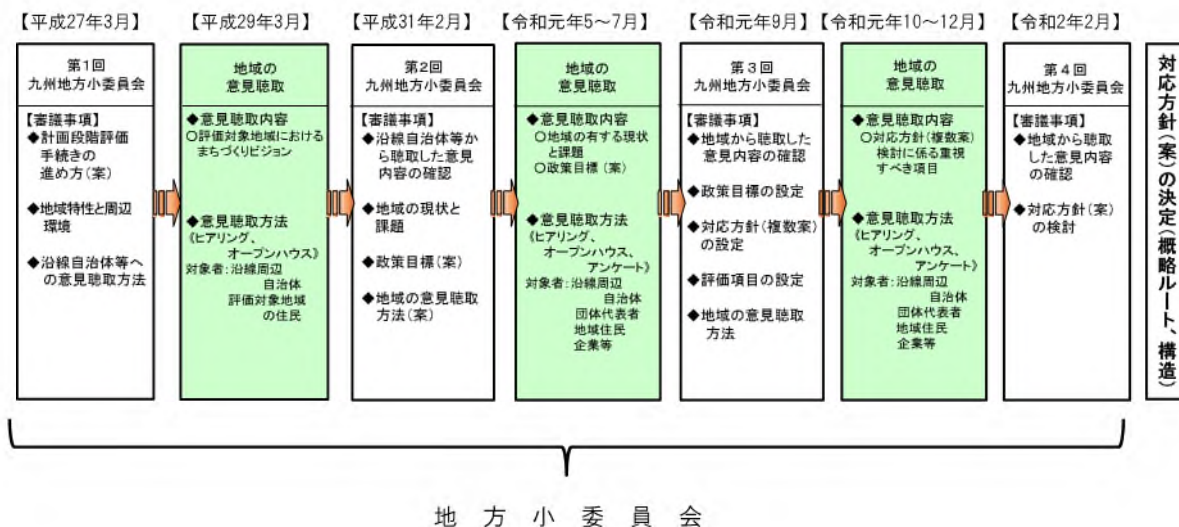 【平成27年3月】
第1回
九州地方小委員会
【審議事項】
◆計画段階評価
手続きの
進め方(案)
◆地域特性と周辺
環境
◆沿線自治体等へ
の意見聴取方法
【平成29年3月】
地域の
意見聴取
◆意見聴取内容
○評価対象地域における
まちづくりビジョン
◆意見聴取方法
《ヒアリング、
オープンハウス》
対象者:沿線周辺
自治体
評価対象地域
の住民
【平成31年2月】
第2回
九州地方小委員会
【審議事項】
◆沿線自治体等か
ら聴取した意見
内容の確認
◆地域の現状と
課題
◆政策目標(案)
◆地域の意見聴取
方法(案)
【令和元年5~7月】
地域の
意見聴取
◆意見聴取内容
○地域の有する現状
と課題
○政策目標(案)
◆意見聴取方法
《ヒアリング、
オープンハウス、
アンケート》
対象者:沿線周辺
自治体
団体代表者
地域住民
企業等
【令和元年9月】
第3回
九州地方小委員会
【審議事項】
◆地域から聴取した
意見内容の確認
◆政策目標の設定
◆対応方針(複数案)
の設定
◆評価項目の設定
◆地域の意見聴取
方法
【令和元年10~12月】
地域の
意見聴取
◆意見聴取内容
○対応方針(複数案)
検討に係る重視
すべき項目
◆意見聴取方法
《ヒアリング、
オープンハウス、
アンケート》
対象者:沿線周辺
自治体
団体代表者
地域住民
企業等
【令和2年2月】
第4回
九州地方小委員会
【審議事項】
◆地域から聴取
した意見内容
の確認
◆対応方針(案)
の検討
対応方針(案)の決定(概略ルート、構造)
地方小委員会